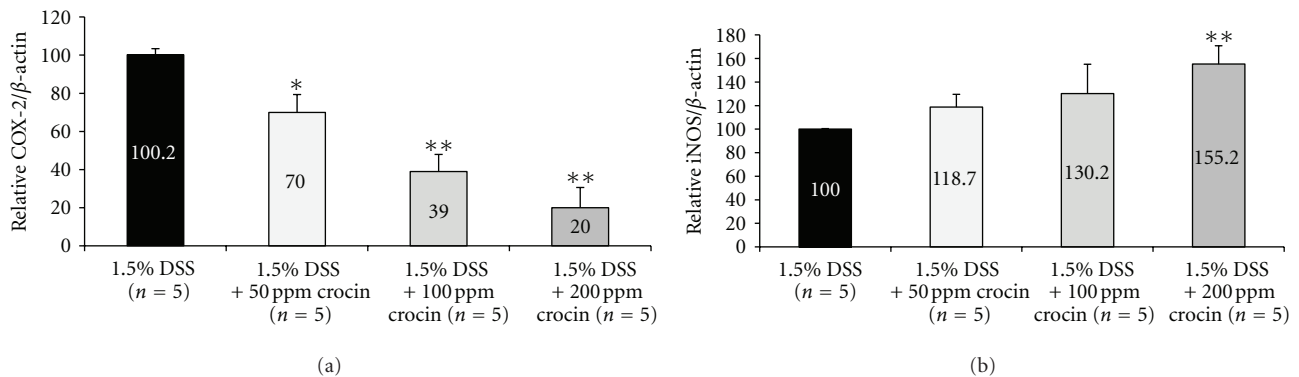 Relative COX-2/β-actin
120
100
80
60
40
20
0
100.2
*
70
**
39
**
20
1.5% DSS
(n = 5)
1.5% DSS
+ 50 ppm crocin
(n = 5)
1.5% DSS
+ 100 ppm
crocin (n = 5)
1.5% DSS
+ 200 ppm
crocin (n = 5)
(a)
Relative iNOS/β-actin
180
160
140
120
100
80
60
40
20
0
100
118.7
130.2
**
155.2
1.5% DSS
(n = 5)
1.5% DSS
+ 50 ppm crocin
(n = 5)
1.5% DSS
+ 100 ppm
crocin (n = 5)
1.5% DSS
+ 200 ppm
crocin (n = 5)
(b)